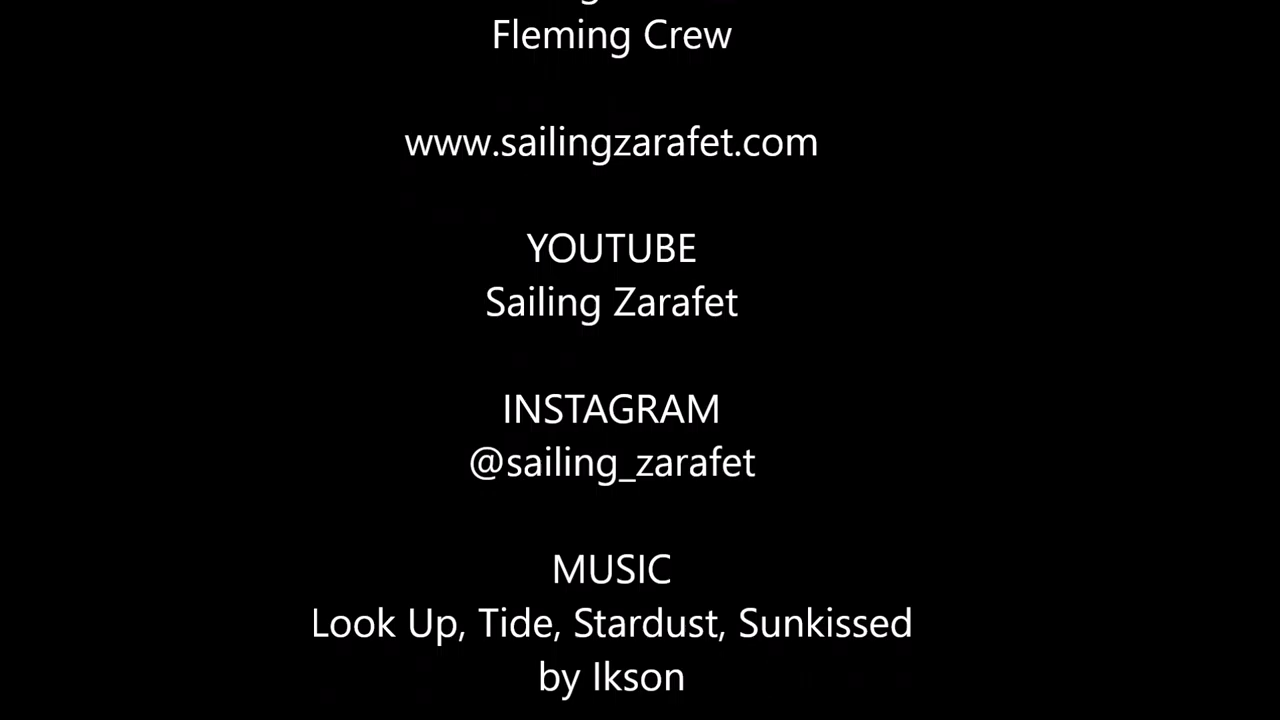 Fleming Crew
www.sailingzarafet.com
YOUTUBE
Sailing Zarafet
INSTAGRAM
@sailing_zarafet
MUSIC
Look Up, Tide, Stardust, Sunkissed
by Ikson